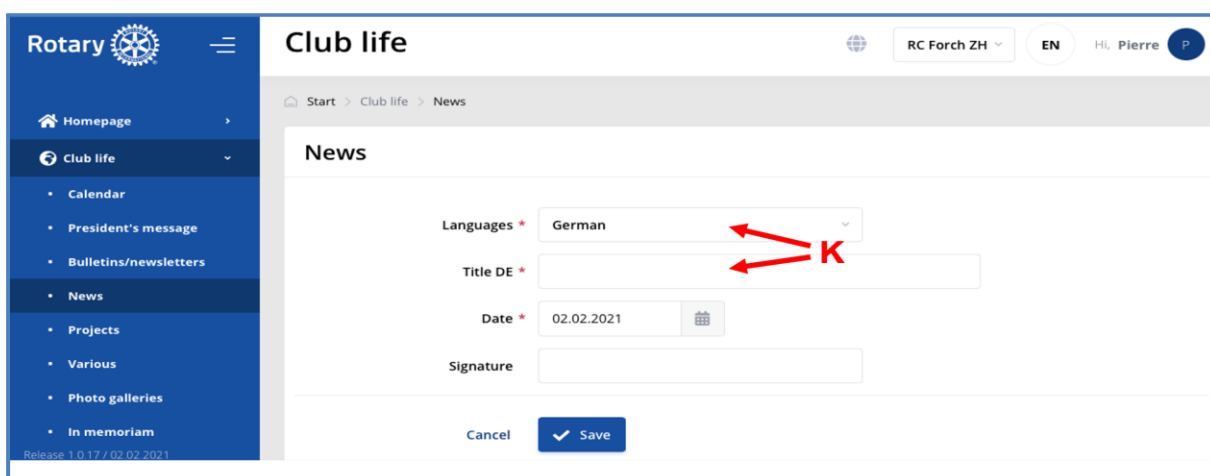 Rotary
Club life
RC Forch ZH
EN
Hi, Pierre
P
Start > Club life > News
Homepage
Club life
• Calendar
• President's message
• Bulletins/newsletters
• News
• Projects
• Various
• Photo galleries
• In memoriam
Release 1.0.17 / 02.02.2021
News
Languages * German
K
Title DE *
Date * 02.02.2021
Signature
Cancel
Save